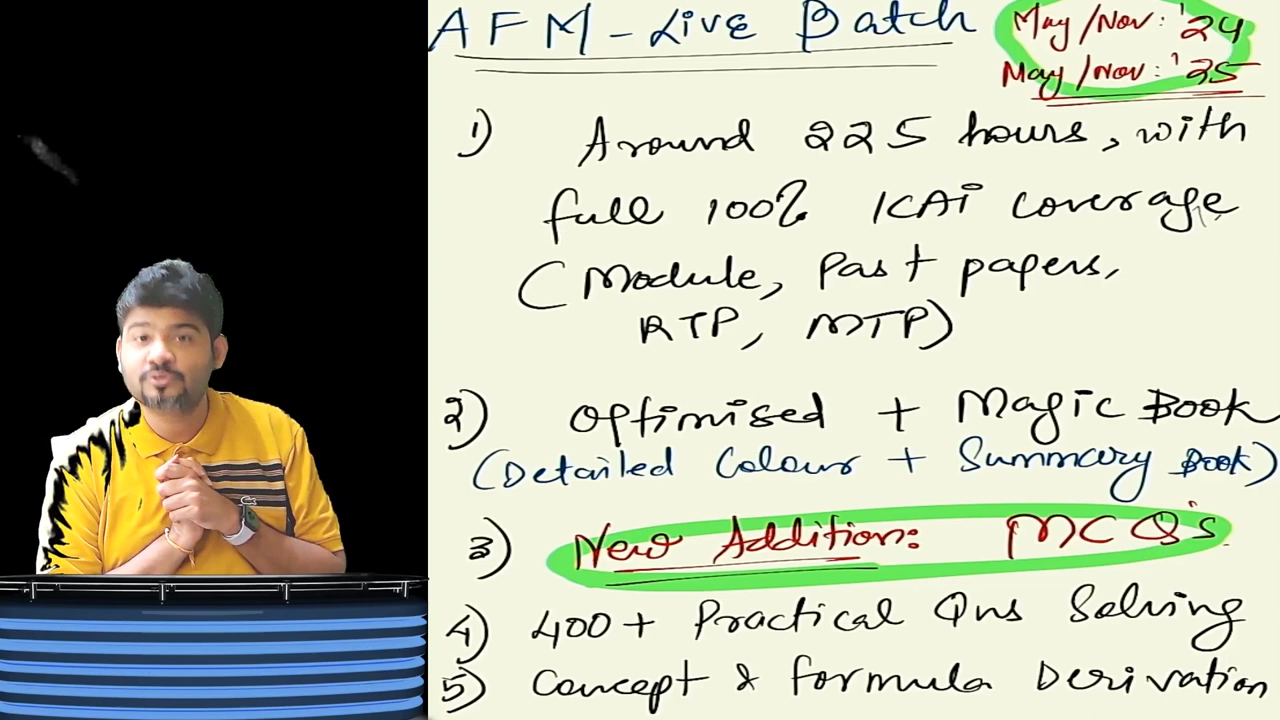 AFM - Live Batch
May/Nov: '24
May/Nov: '25
1) Around 225 hours, with
full 100% ICAI coverage
(Module, Past papers,
RTP, MTP)
2) Optimised + Magic Book
(Detailed Colour + Summary Book)
3) New Addition: MCQ's
4) 400+ Practical Qns Solving
5) Concept & formula Derivation